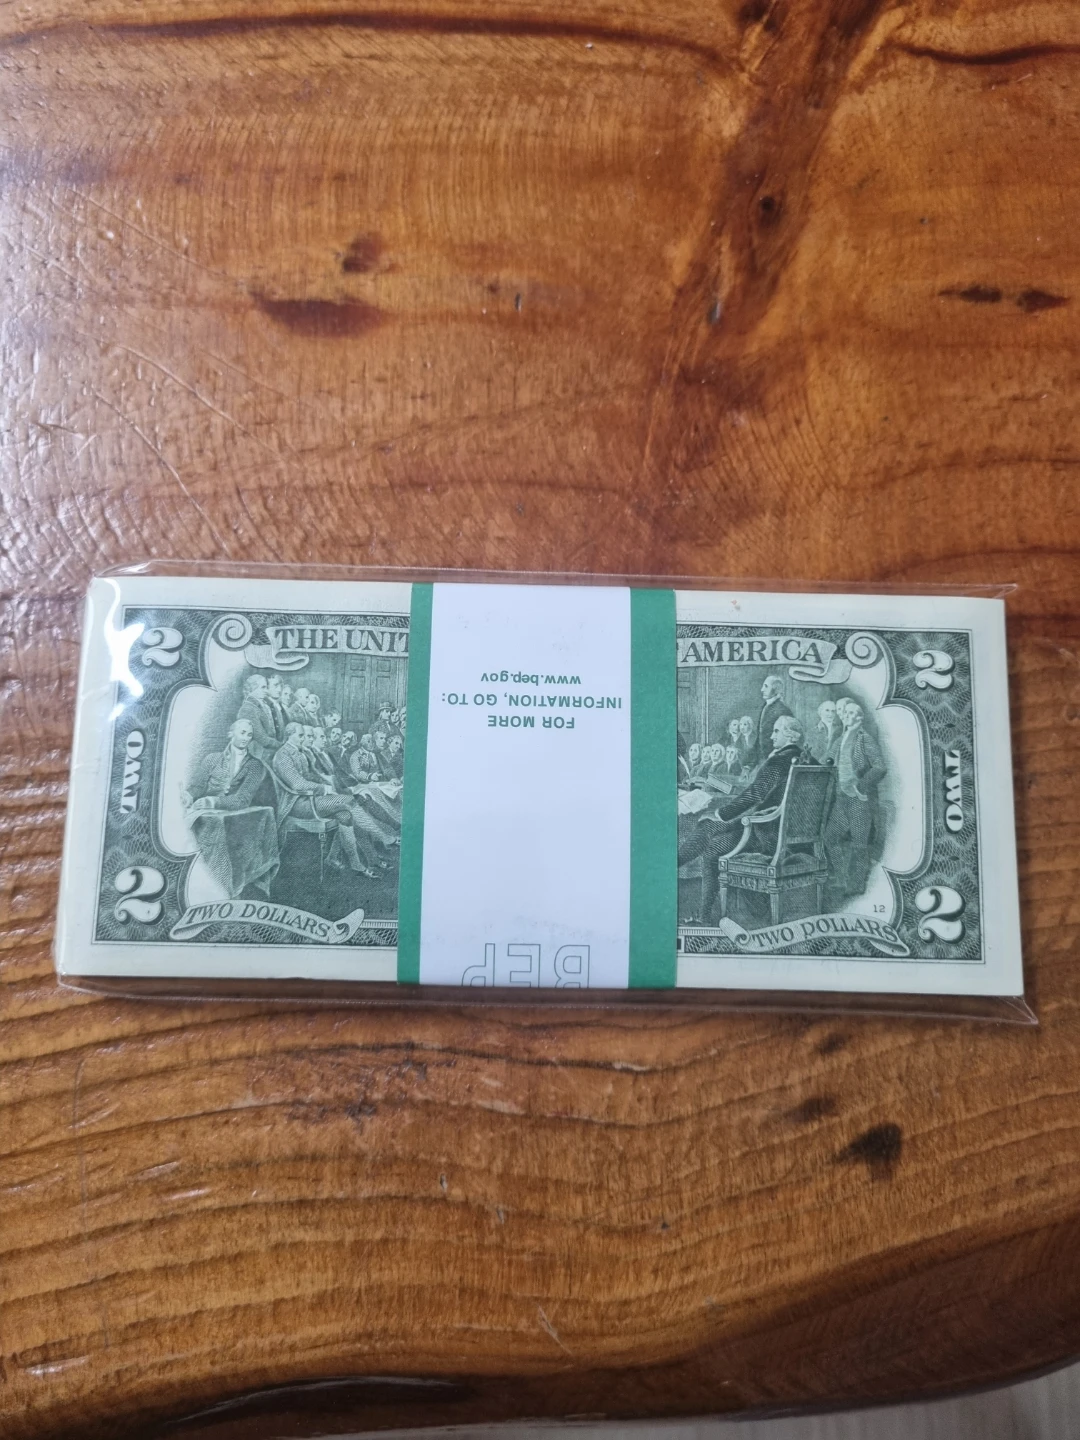 2 THE UNIT AMERICA 2
TWO
FOR MORE
INFORMATION, GO TO:
www.bep.gov
TWO
2 TWO DOLLARS
BEP
12
TWO DOLLARS 2